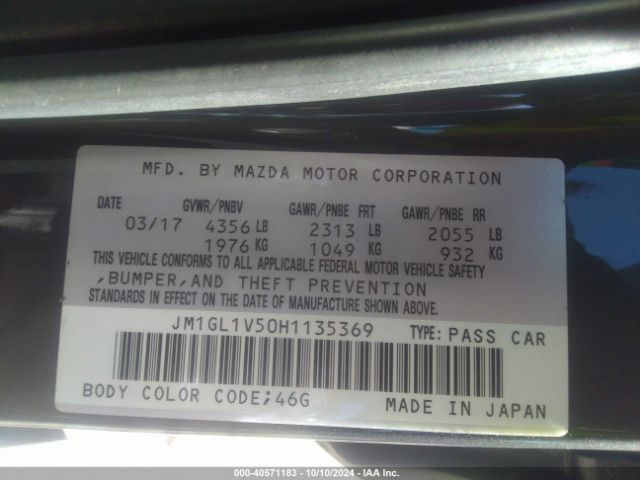 MFD. BY MAZDA MOTOR CORPORATION
DATE GVWR/PNBV GAWR/PNBE FRT GAWR/PNBE RR
03/17 4356 LB 2313 LB 2055 LB
1976 KG 1049 KG 932 KG
THIS VEHICLE CONFORMS TO ALL APPLICABLE FEDERAL MOTOR VEHICLE SAFETY
,BUMPER,AND THEFT PREVENTION
STANDARDS IN EFFECT ON THE DATE OF MANUFACTURE SHOWN ABOVE.
JM1GL1V50H1135369 TYPE: PASS CAR
BODY COLOR CODE;46G MADE IN JAPAN
000-40571183 - 10/10/2024 - IAA Inc.